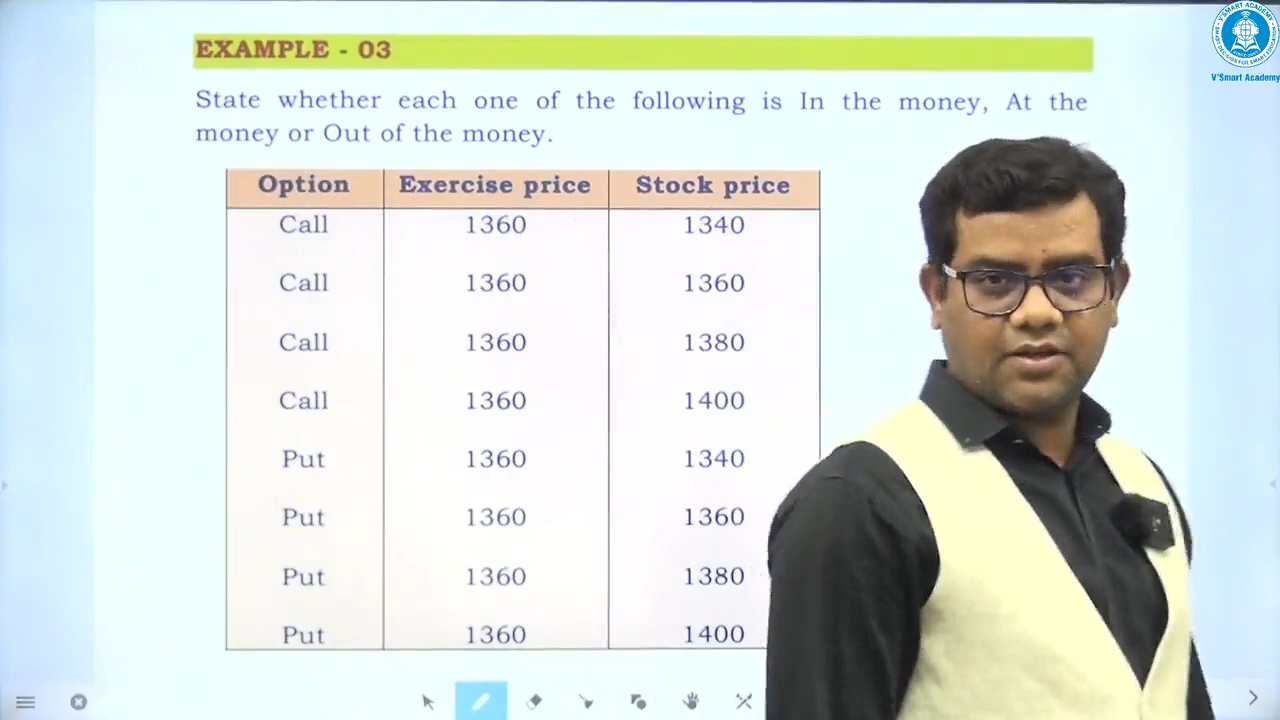 EXAMPLE - 03
State whether each one of the following is In the money, At the
money or Out of the money.
Option Exercise price Stock price
Call 1360 1340
Call 1360 1360
Call 1360 1380
Call 1360 1400
Put 1360 1340
Put 1360 1360
Put 1360 1380
Put 1360 1400
V'SMART ACADEMY
V'Smart Academy